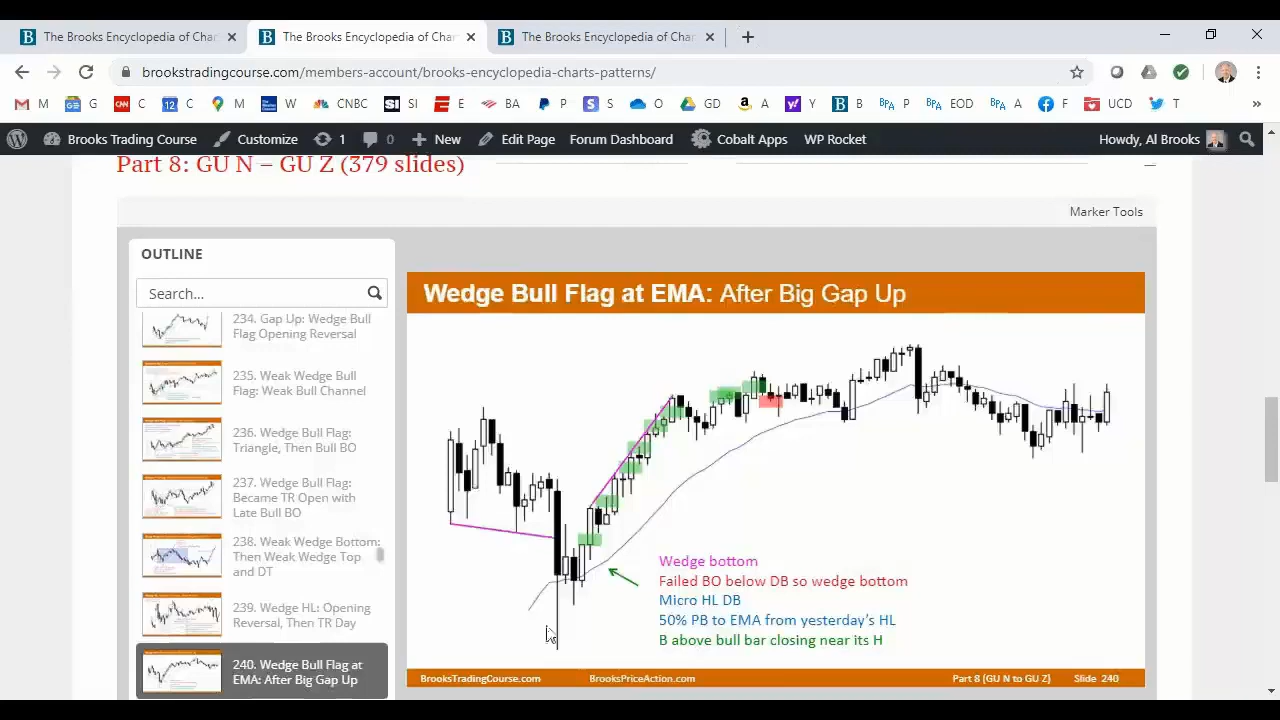 The Brooks Encyclopedia of Char
The Brooks Encyclopedia of Char
The Brooks Encyclopedia of Char
brookstradingcourse.com/members-account/brooks-encyclopedia-charts-patterns/
M G C C M W CNBC SI E BA P S O GD A Y B P EOD A F UCD T
Brooks Trading Course Customize 1 0 New Edit Page Forum Dashboard Cobalt Apps WP Rocket Howdy, Al Brooks
Part 8: GU N – GU Z (379 slides)
Marker Tools
OUTLINE
Search...
234. Gap Up: Wedge Bull
Flag Opening Reversal
235. Weak Wedge Bull
Flag: Weak Bull Channel
236. Wedge Bull Flag:
Triangle, Then Bull BO
237. Wedge Bull Flag:
Became TR Open with
Late Bull BO
238. Weak Wedge Bottom:
Then Weak Wedge Top
and DT
239. Wedge HL: Opening
Reversal, Then TR Day
240. Wedge Bull Flag at
EMA: After Big Gap Up
Wedge Bull Flag at EMA: After Big Gap Up
Wedge bottom
Failed BO below DB so wedge bottom
Micro HL DB
50% PB to EMA from yesterday's HL
B above bull bar closing near its H
BrooksTradingCourse.com BrooksPriceAction.com Part 8 (GU N to GU Z) Slide 240